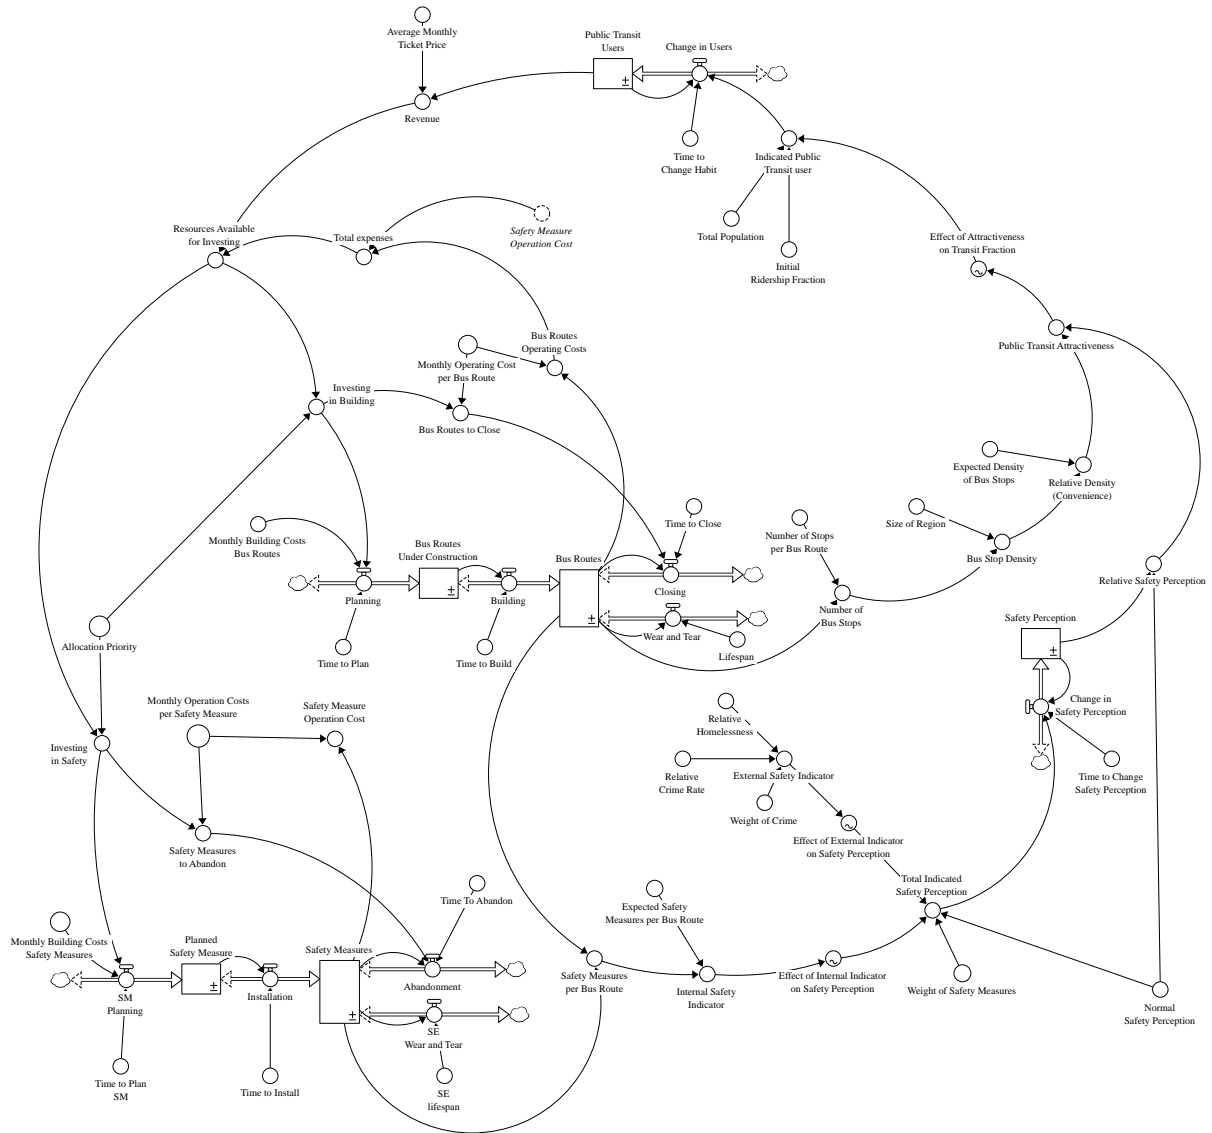 Average Monthly
Ticket Price
Public Transit
Users
Change in Users
Revenue
Time to
Change Habit
Indicated Public
Transit user
Total Population
Initial
Ridership Fraction
Safety Measure
Operation Cost
Resources Available
for Investing
Total expenses
Effect of Attractiveness
on Transit Fraction
Public Transit Attractiveness
Bus Routes
Operating Costs
Monthly Operating Cost
per Bus Route
Investing
in Building
Bus Routes to Close
Expected Density
of Bus Stops
Relative Density
(Convenience)
Size of Region
Bus Stop Density
Time to Close
Number of Stops
per Bus Route
Monthly Building Costs
Bus Routes
Bus Routes
Under Construction
Bus Routes
Planning
Building
Closing
Number of
Bus Stops
Relative Safety Perception
Safety Perception
Wear and Tear
Lifespan
Time to Plan
Time to Build
Allocation Priority
Monthly Operation Costs
per Safety Measure
Safety Measure
Operation Cost
Relative
Homelessness
Change in
Safety Perception
Investing
in Safety
Relative
Crime Rate
External Safety Indicator
Time to Change
Safety Perception
Weight of Crime
Effect of External Indicator
on Safety Perception
Safety Measures
to Abandon
Total Indicated
Safety Perception
Time To Abandon
Expected Safety
Measures per Bus Route
Monthly Building Costs
Safety Measures
Planned
Safety Measure
Safety Measures
Abandonment
Safety Measures
per Bus Route
Internal Safety
Indicator
Effect of Internal Indicator
on Safety Perception
Weight of Safety Measures
Normal
Safety Perception
SM
Planning
Installation
SE
Wear and Tear
Time to Plan
SM
Time to Install
SE
lifespan